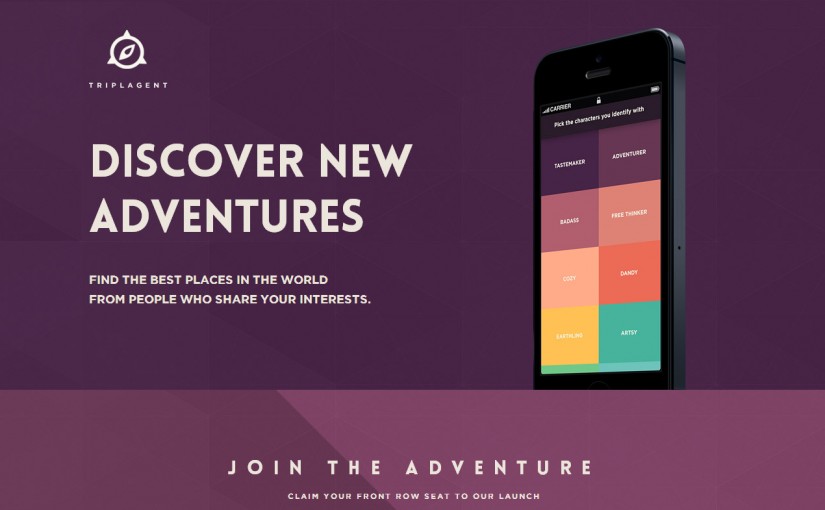 TRIPLAGENT
DISCOVER NEW
ADVENTURES
FIND THE BEST PLACES IN THE WORLD
FROM PEOPLE WHO SHARE YOUR INTERESTS.
CARRIER
Pick the characters you identify with
TASTEMAKER
ADVENTURER
BADASS
FREE THINKER
COZY
DANDY
EARTHLING
ARTSY
JOIN THE ADVENTURE
CLAIM YOUR FRONT ROW SEAT TO OUR LAUNCH